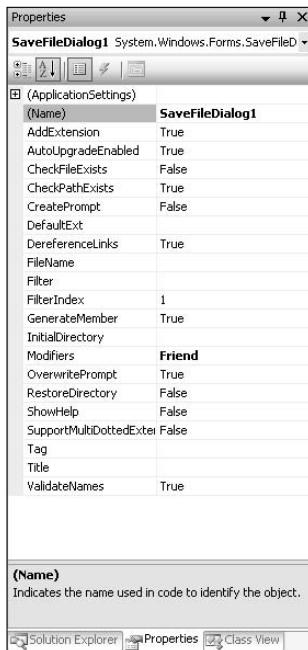 Properties
SaveFileDialog1 System.Windows.Forms.SaveFileD
(ApplicationSettings)
(Name) SaveFileDialog1
AddExtension True
AutoUpgradeEnabled True
CheckFileExists False
CheckPathExists True
CreatePrompt False
DefaultExt
DereferenceLinks True
FileName
Filter
FilterIndex 1
GenerateMember True
InitialDirectory
Modifiers Friend
OverwritePrompt True
RestoreDirectory False
ShowHelp False
SupportMultiDottedExter False
Tag
Title
ValidateNames True
(Name)
Indicates the name used in code to identify the object.
Solution Explorer Properties Class View